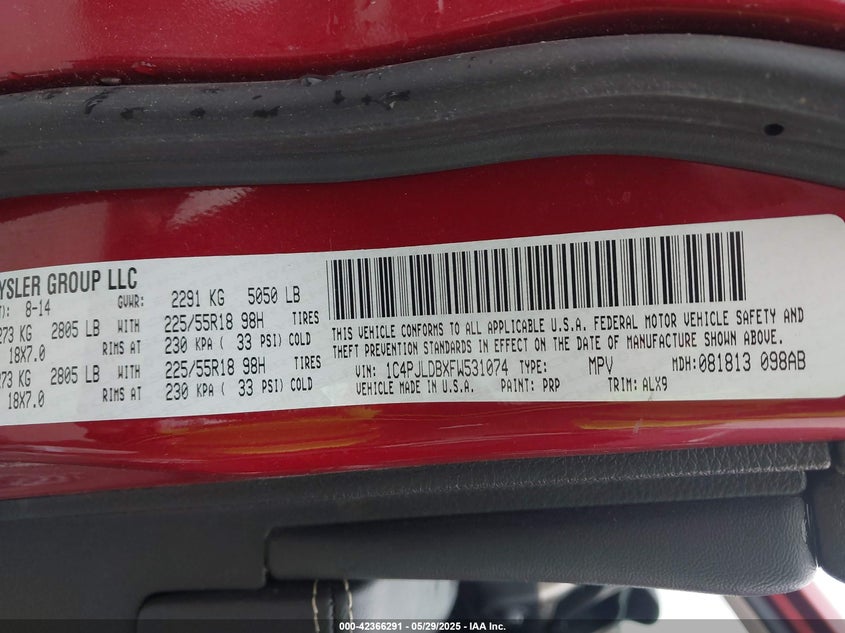 YSLER GROUP LLC
T): 8-14 GVWR: 2291 KG 5050 LB
273 KG 2805 LB WITH 225/55R18 98H TIRES
18X7.0 RIMS AT 230 KPA ( 33 PSI) COLD
273 KG 2805 LB WITH 225/55R18 98H TIRES
18X7.0 RIMS AT 230 KPA ( 33 PSI) COLD
THIS VEHICLE CONFORMS TO ALL APPLICABLE U.S.A. FEDERAL MOTOR VEHICLE SAFETY AND
THEFT PREVENTION STANDARDS IN EFFECT ON THE DATE OF MANUFACTURE SHOWN ABOVE.
VIN: 1C4PJLDBXFW531074 TYPE: MPV MDH: 081813 098AB
VEHICLE MADE IN U.S.A. PAINT: PRP TRIM: ALX9
000-42366291 | 05/29/2025 | IAA Inc.